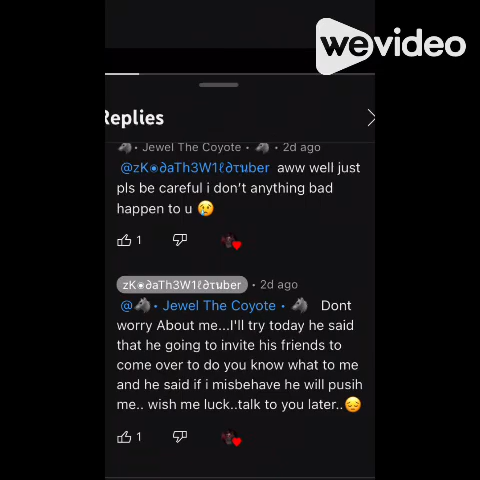 wevideo
Replies
🐴 • Jewel The Coyote • 🐴 • 2d ago
@zK๏∂aTh3W1ℓ∂тuber aww well just
pls be careful i don't anything bad
happen to u 😢
1
zK๏∂aTh3W1ℓ∂тuber • 2d ago
@🐴• Jewel The Coyote • 🐴 Dont
worry About me...I'll try today he said
that he going to invite his friends to
come over to do you know what to me
and he said if i misbehave he will pusih
me.. wish me luck..talk to you later..😔
1